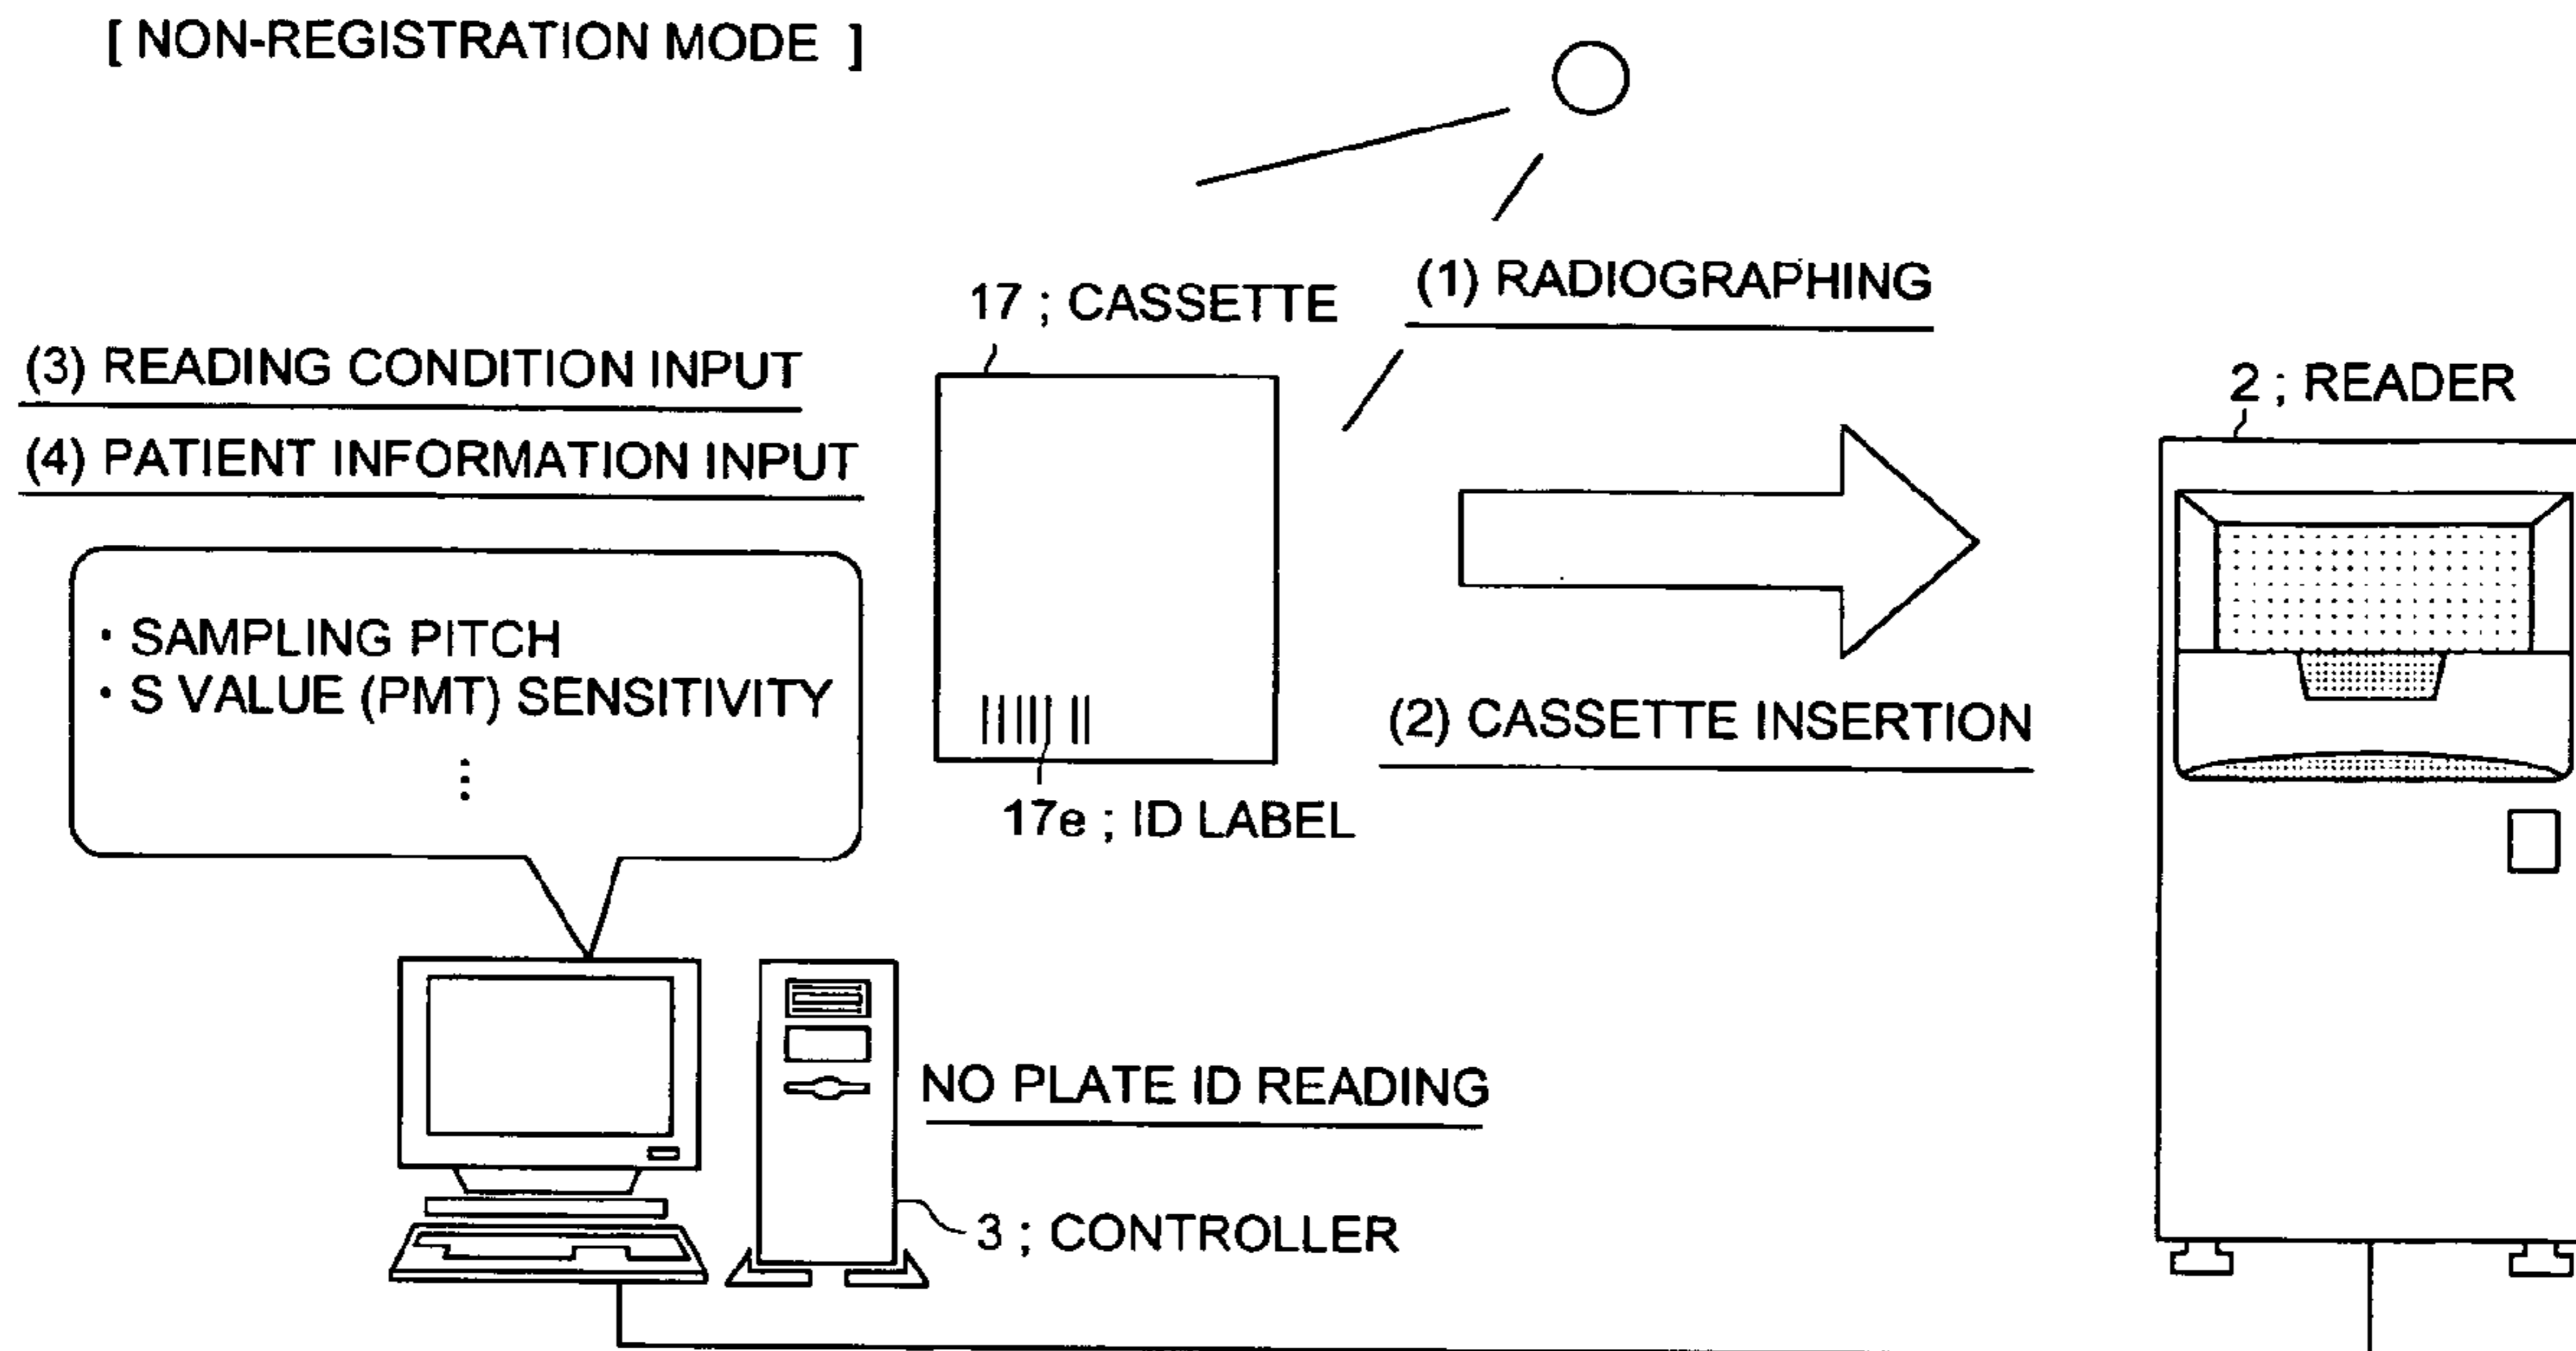 [ NON-REGISTRATION MODE ]
(1) RADIOGRAPHING
17 ; CASSETTE
(3) READING CONDITION INPUT
2 ; READER
(4) PATIENT INFORMATION INPUT
· SAMPLING PITCH
· S VALUE (PMT) SENSITIVITY
⋮
(2) CASSETTE INSERTION
17e ; ID LABEL
NO PLATE ID READING
3 ; CONTROLLER